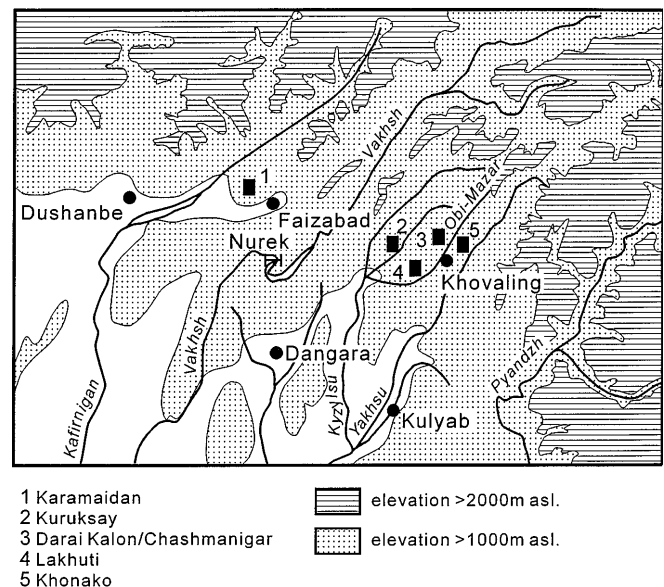 Vakhsh
1
Dushanbe
Faizabad
Obi-Mazar
2
3
5
Nurek
4
Khovaling
Vakhsh
Dangara
Pyandzh
Kafirnigan
Kyzylsu
Yakhsu
Kulyab
1 Karamaidan
2 Kuruksay
3 Darai Kalon/Chashmanigar
4 Lakhuti
5 Khonako
elevation >2000m asl.
elevation >1000m asl.